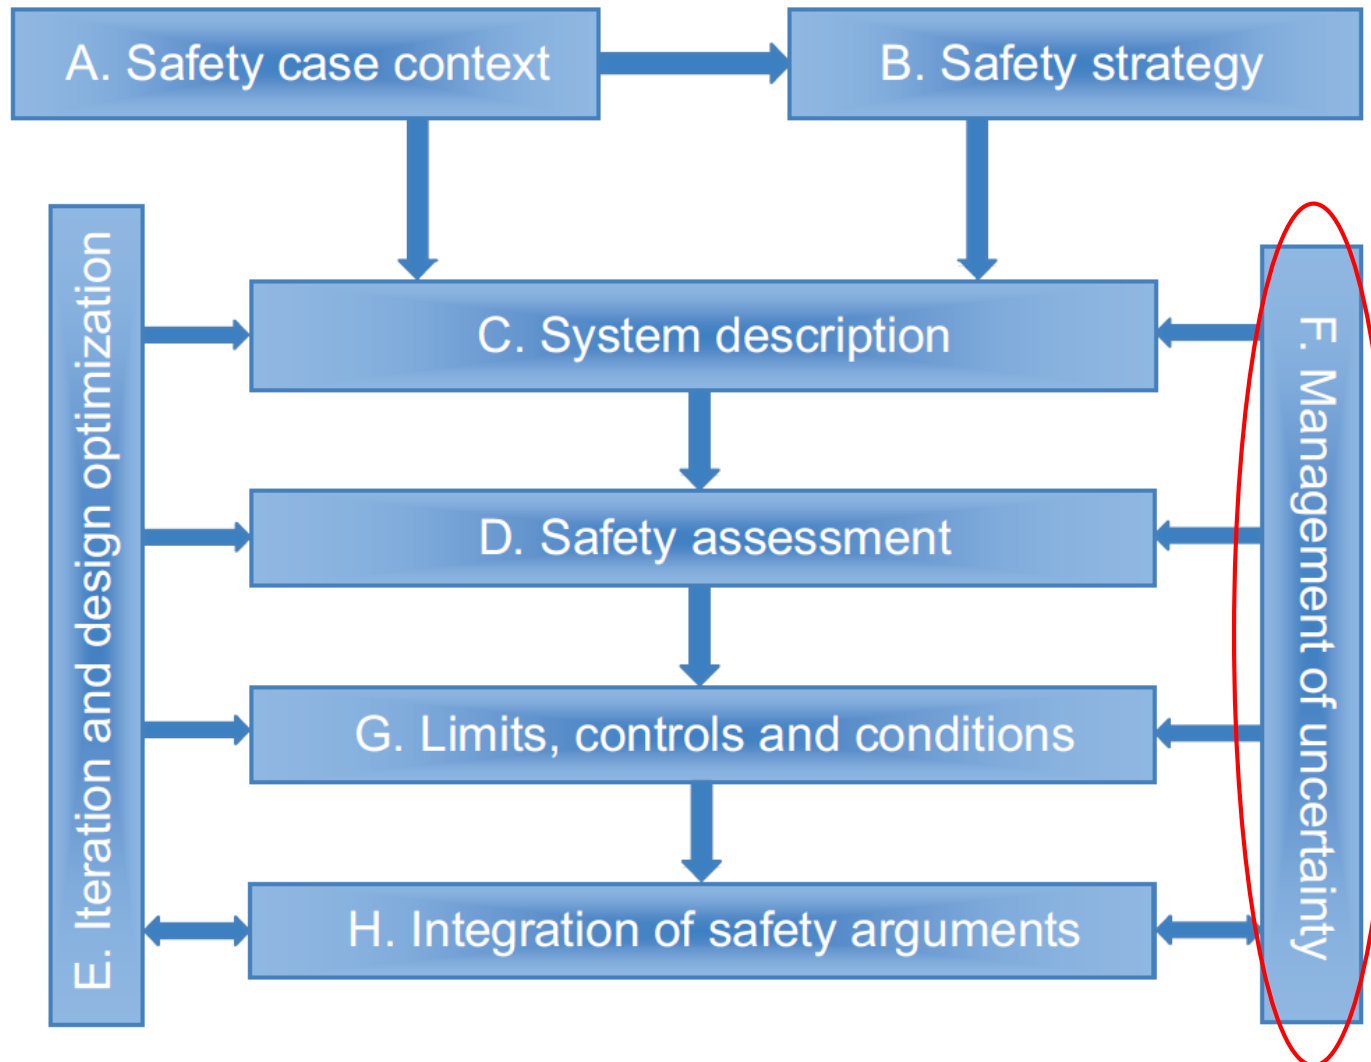 A. Safety case context
B. Safety strategy
E. Iteration and design optimization
C. System description
D. Safety assessment
G. Limits, controls and conditions
H. Integration of safety arguments
F. Management of uncertainty